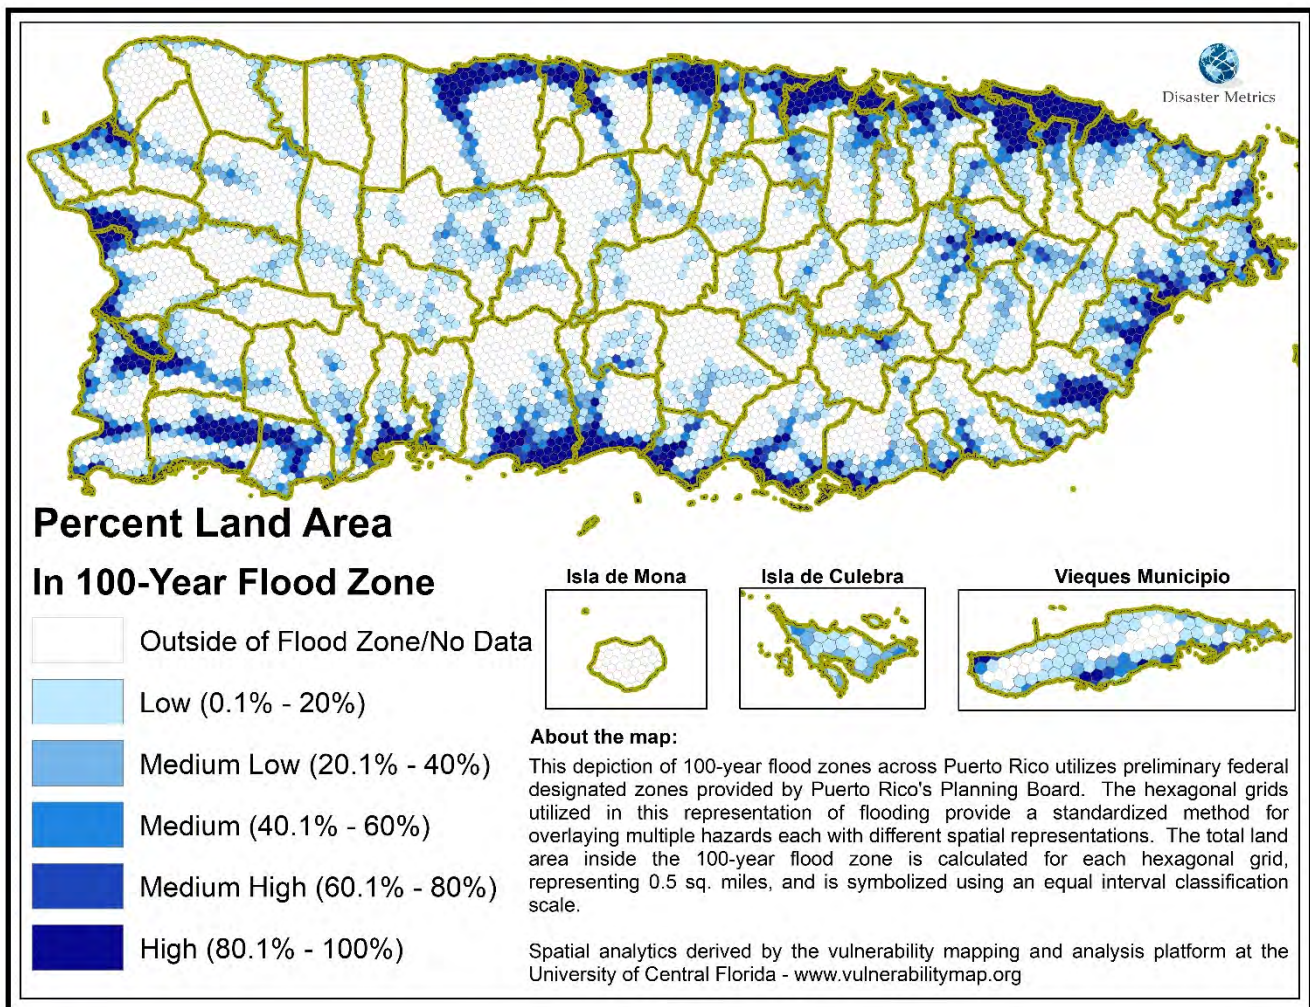 Disaster Metrics
Percent Land Area
In 100-Year Flood Zone
Outside of Flood Zone/No Data
Low (0.1% - 20%)
Medium Low (20.1% - 40%)
Medium (40.1% - 60%)
Medium High (60.1% - 80%)
High (80.1% - 100%)
Isla de Mona
Isla de Culebra
Vieques Municipio
About the map:
This depiction of 100-year flood zones across Puerto Rico utilizes preliminary federal
designated zones provided by Puerto Rico's Planning Board. The hexagonal grids
utilized in this representation of flooding provide a standardized method for
overlaying multiple hazards each with different spatial representations. The total land
area inside the 100-year flood zone is calculated for each hexagonal grid,
representing 0.5 sq. miles, and is symbolized using an equal interval classification
scale.
Spatial analytics derived by the vulnerability mapping and analysis platform at the
University of Central Florida - www.vulnerabilitymap.org